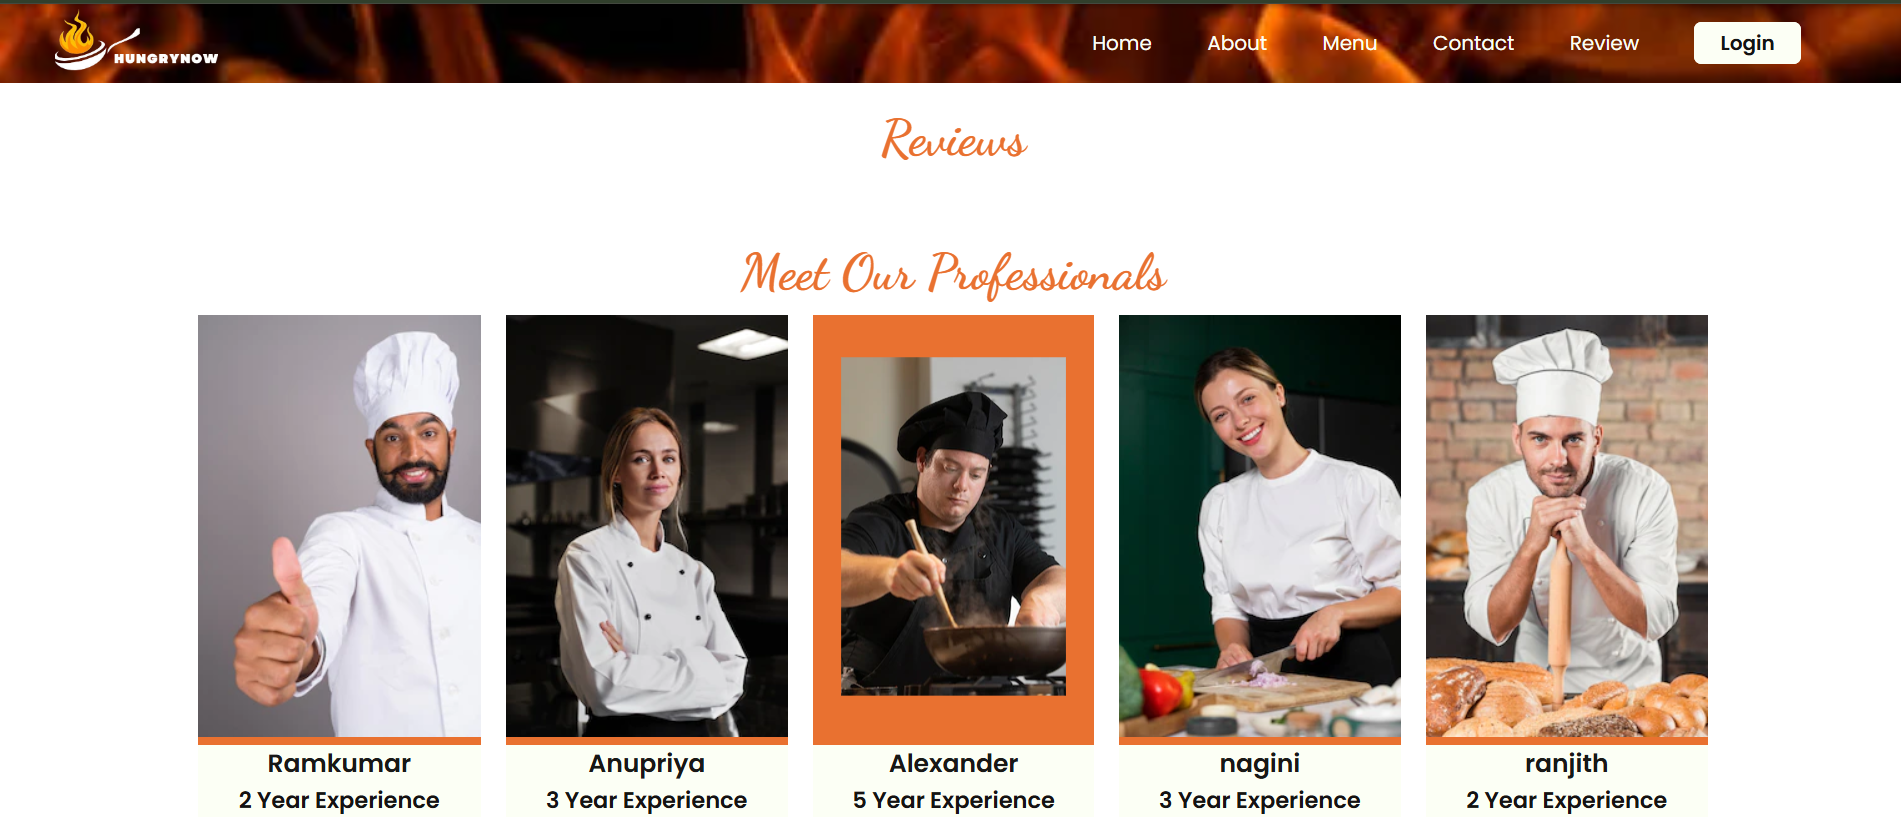 HUNGRYNOW
Home About Menu Contact Review Login
Reviews
Meet Our Professionals
Ramkumar
2 Year Experience
Anupriya
3 Year Experience
Alexander
5 Year Experience
nagini
3 Year Experience
ranjith
2 Year Experience